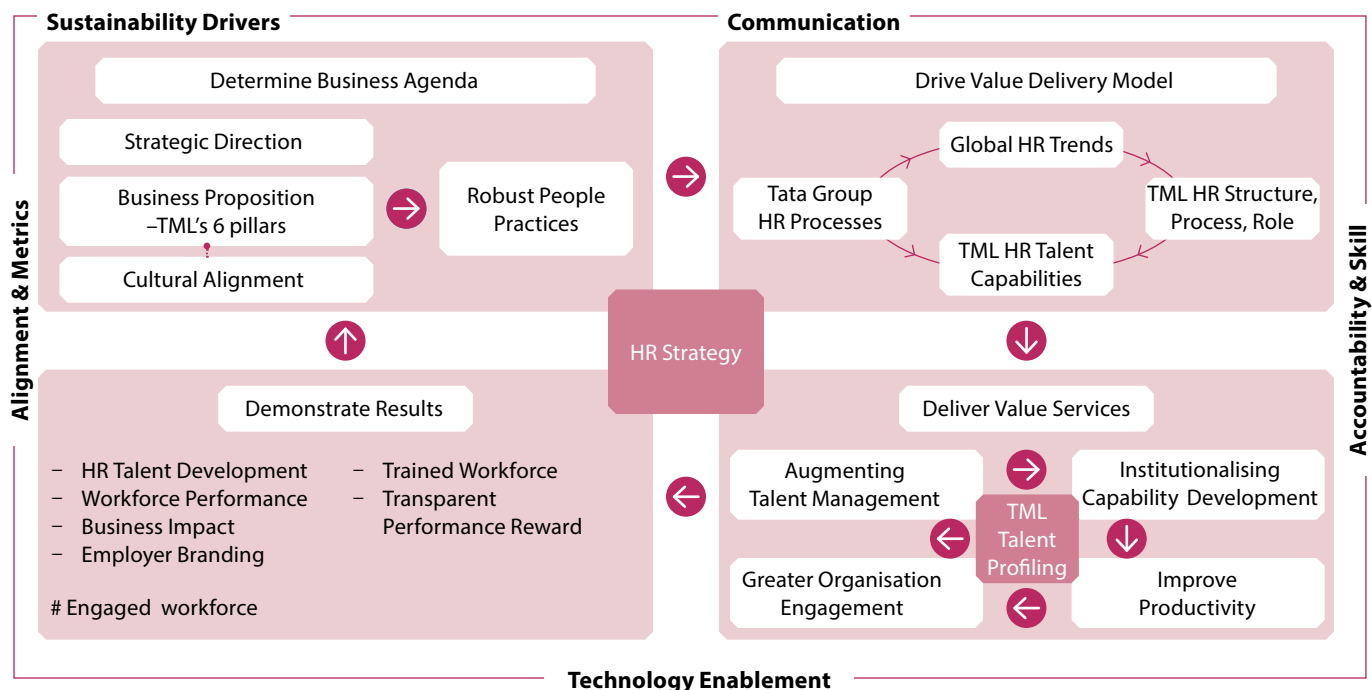 Sustainability Drivers
Communication
Alignment & Metrics
Accountability & Skill
Determine Business Agenda
Strategic Direction
Business Proposition
–TML's 6 pillars
Cultural Alignment
Robust People
Practices
Drive Value Delivery Model
Global HR Trends
Tata Group
HR Processes
TML HR Structure,
Process, Role
TML HR Talent
Capabilities
HR Strategy
Demonstrate Results
– HR Talent Development
– Workforce Performance
– Business Impact
– Employer Branding
– Trained Workforce
– Transparent
Performance Reward
# Engaged workforce
Deliver Value Services
Augmenting
Talent Management
Institutionalising
Capability Development
TML
Talent
Profiling
Greater Organisation
Engagement
Improve
Productivity
Technology Enablement